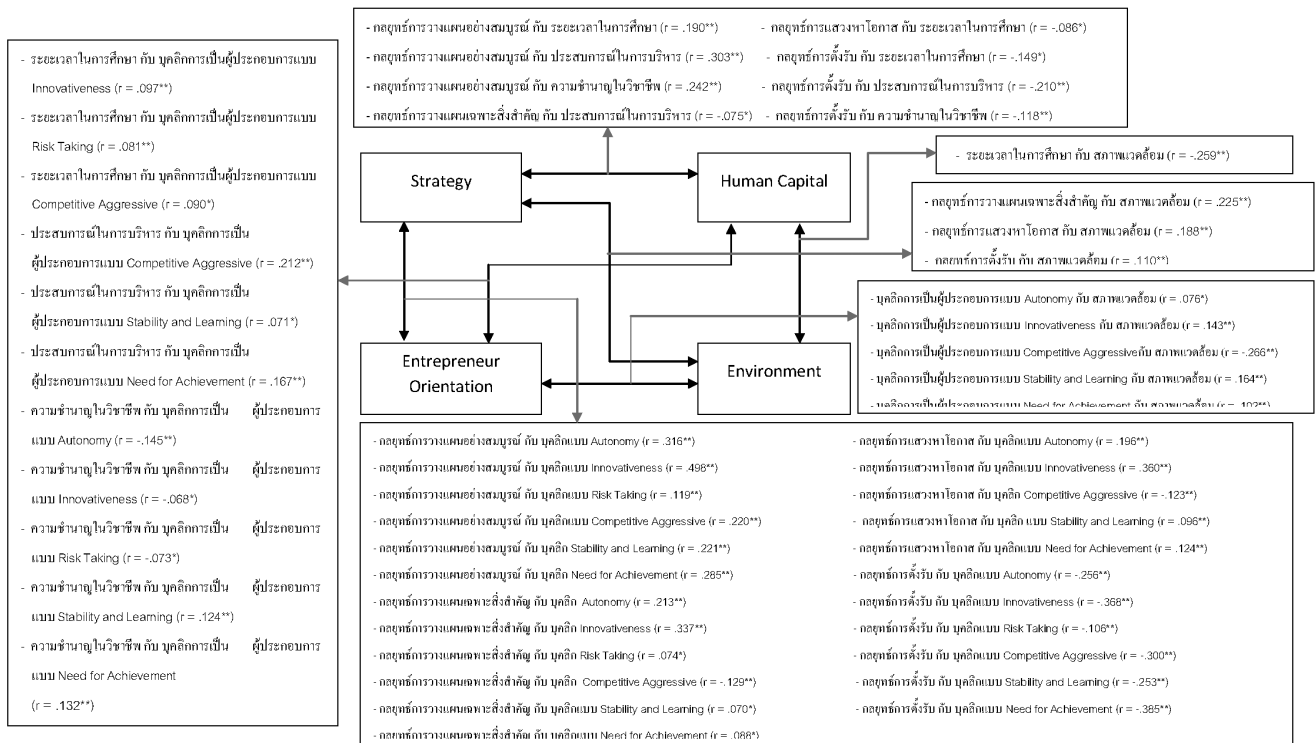 - กลยุทธ์การวางแผนอย่างสมบูรณ์ กับ ระยะเวลาในการศึกษา (r = .190**)
- กลยุทธ์การแสวงหาโอกาส กับ ระยะเวลาในการศึกษา (r = -.086*)
- กลยุทธ์การวางแผนอย่างสมบูรณ์ กับ ประสบการณ์ในการบริหาร (r = .303**)
- กลยุทธ์การตั้งรับ กับ ระยะเวลาในการศึกษา (r = -.149*)
- กลยุทธ์การวางแผนอย่างสมบูรณ์ กับ ความชำนาญในวิชาชีพ (r = .242**)
- กลยุทธ์การตั้งรับ กับ ประสบการณ์ในการบริหาร (r = -.210**)
- กลยุทธ์การวางแผนเฉพาะสิ่งสำคัญ กับ ประสบการณ์ในการบริหาร (r = -.075*)
- กลยุทธ์การตั้งรับ กับ ความชำนาญในวิชาชีพ (r = -.118**)
- ระยะเวลาในการศึกษา กับ บุคลิกการเป็นผู้ประกอบการแบบ
Innovativeness (r = .097**)
- ระยะเวลาในการศึกษา กับ บุคลิกการเป็นผู้ประกอบการแบบ
Risk Taking (r = .081**)
- ระยะเวลาในการศึกษา กับ บุคลิกการเป็นผู้ประกอบการแบบ
Competitive Aggressive (r = .090*)
- ประสบการณ์ในการบริหาร กับ บุคลิกการเป็น
ผู้ประกอบการแบบ Competitive Aggressive (r = .212**)
- ประสบการณ์ในการบริหาร กับ บุคลิกการเป็น
ผู้ประกอบการแบบ Stability and Learning (r = .071*)
- ประสบการณ์ในการบริหาร กับ บุคลิกการเป็น
ผู้ประกอบการแบบ Need for Achievement (r = .167**)
- ความชำนาญในวิชาชีพ กับ บุคลิกการเป็น ผู้ประกอบการ
แบบ Autonomy (r = -.145**)
- ความชำนาญในวิชาชีพ กับ บุคลิกการเป็น ผู้ประกอบการ
แบบ Innovativeness (r = -.068*)
- ความชำนาญในวิชาชีพ กับ บุคลิกการเป็น ผู้ประกอบการ
แบบ Risk Taking (r = -.073*)
- ความชำนาญในวิชาชีพ กับ บุคลิกการเป็น ผู้ประกอบการ
แบบ Stability and Learning (r = .124**)
- ความชำนาญในวิชาชีพ กับ บุคลิกการเป็น ผู้ประกอบการ
แบบ Need for Achievement
(r = .132**)
Strategy
Human Capital
Entrepreneur
Orientation
Environment
- ระยะเวลาในการศึกษา กับ สภาพแวดล้อม (r = -.259**)
- กลยุทธ์การวางแผนเฉพาะสิ่งสำคัญ กับ สภาพแวดล้อม (r = .225**)
- กลยุทธ์การแสวงหาโอกาส กับ สภาพแวดล้อม (r = .188**)
- กลยุทธ์การตั้งรับ กับ สภาพแวดล้อม (r = .110**)
- บุคลิกการเป็นผู้ประกอบการแบบ Autonomy กับ สภาพแวดล้อม (r = .076*)
- บุคลิกการเป็นผู้ประกอบการแบบ Innovativeness กับ สภาพแวดล้อม (r = .143**)
- บุคลิกการเป็นผู้ประกอบการแบบ Competitive Aggressiveกับ สภาพแวดล้อม (r = -.266**)
- บุคลิกการเป็นผู้ประกอบการแบบ Stability and Learning กับ สภาพแวดล้อม (r = .164**)
- บุคลิกการเป็นผู้ประกอบการแบบ Need for Achievement กับ สภาพแวดล้อม
- กลยุทธ์การวางแผนอย่างสมบูรณ์ กับ บุคลิกแบบ Autonomy (r = .316**)
- กลยุทธ์การวางแผนอย่างสมบูรณ์ กับ บุคลิกแบบ Innovativeness (r = .498**)
- กลยุทธ์การวางแผนอย่างสมบูรณ์ กับ บุคลิกแบบ Risk Taking (r = .119**)
- กลยุทธ์การวางแผนอย่างสมบูรณ์ กับ บุคลิกแบบ Competitive Aggressive (r = .220**)
- กลยุทธ์การวางแผนอย่างสมบูรณ์ กับ บุคลิก Stability and Learning (r = .221**)
- กลยุทธ์การวางแผนอย่างสมบูรณ์ กับ บุคลิก Need for Achievement (r = .285**)
- กลยุทธ์การวางแผนเฉพาะสิ่งสำคัญ กับ บุคลิก Autonomy (r = .213**)
- กลยุทธ์การวางแผนเฉพาะสิ่งสำคัญ กับ บุคลิก Innovativeness (r = .337**)
- กลยุทธ์การวางแผนเฉพาะสิ่งสำคัญ กับ บุคลิก Risk Taking (r = .074*)
- กลยุทธ์การวางแผนเฉพาะสิ่งสำคัญ กับ บุคลิก Competitive Aggressive (r = -.129**)
- กลยุทธ์การวางแผนเฉพาะสิ่งสำคัญ กับ บุคลิกแบบ Stability and Learning (r = .070*)
- กลยุทธ์การวางแผนเฉพาะสิ่งสำคัญ กับ บุคลิกแบบ Need for Achievement (r = .088*)
- กลยุทธ์การแสวงหาโอกาส กับ บุคลิกแบบ Autonomy (r = .196**)
- กลยุทธ์การแสวงหาโอกาส กับ บุคลิกแบบ Innovativeness (r = .360**)
- กลยุทธ์การแสวงหาโอกาส กับ บุคลิก Competitive Aggressive (r = -.123**)
- กลยุทธ์การแสวงหาโอกาส กับ บุคลิก แบบ Stability and Learning (r = .096**)
- กลยุทธ์การแสวงหาโอกาส กับ บุคลิกแบบ Need for Achievement (r = .124**)
- กลยุทธ์การตั้งรับ กับ บุคลิกแบบ Autonomy (r = -.256**)
- กลยุทธ์การตั้งรับ กับ บุคลิกแบบ Innovativeness (r = -.368**)
- กลยุทธ์การตั้งรับ กับ บุคลิกแบบ Risk Taking (r = -.106**)
- กลยุทธ์การตั้งรับ กับ บุคลิกแบบ Competitive Aggressive (r = -.300**)
- กลยุทธ์การตั้งรับ กับ บุคลิกแบบ Stability and Learning (r = -.253**)
- กลยุทธ์การตั้งรับ กับ บุคลิกแบบ Need for Achievement (r = -.385**)